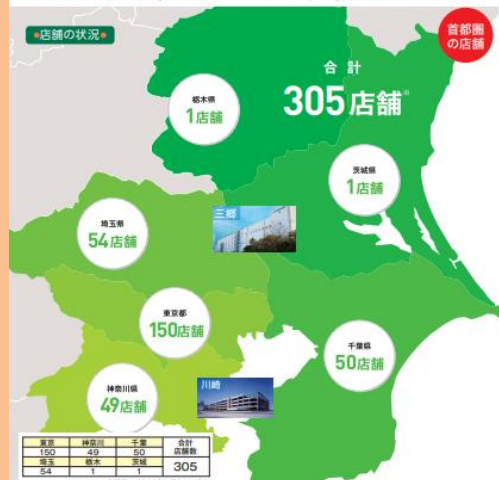 ●店舗の状況●
首都圏
の店舗
合計
305店舗※
栃木県
1店舗
茨城県
1店舗
埼玉県
54店舗
三郷
東京都
150店舗
千葉県
50店舗
神奈川県
49店舗
川崎
東京 神奈川 千葉 合計店舗数
150 49 50 305
埼玉 栃木 茨城
54 1 1